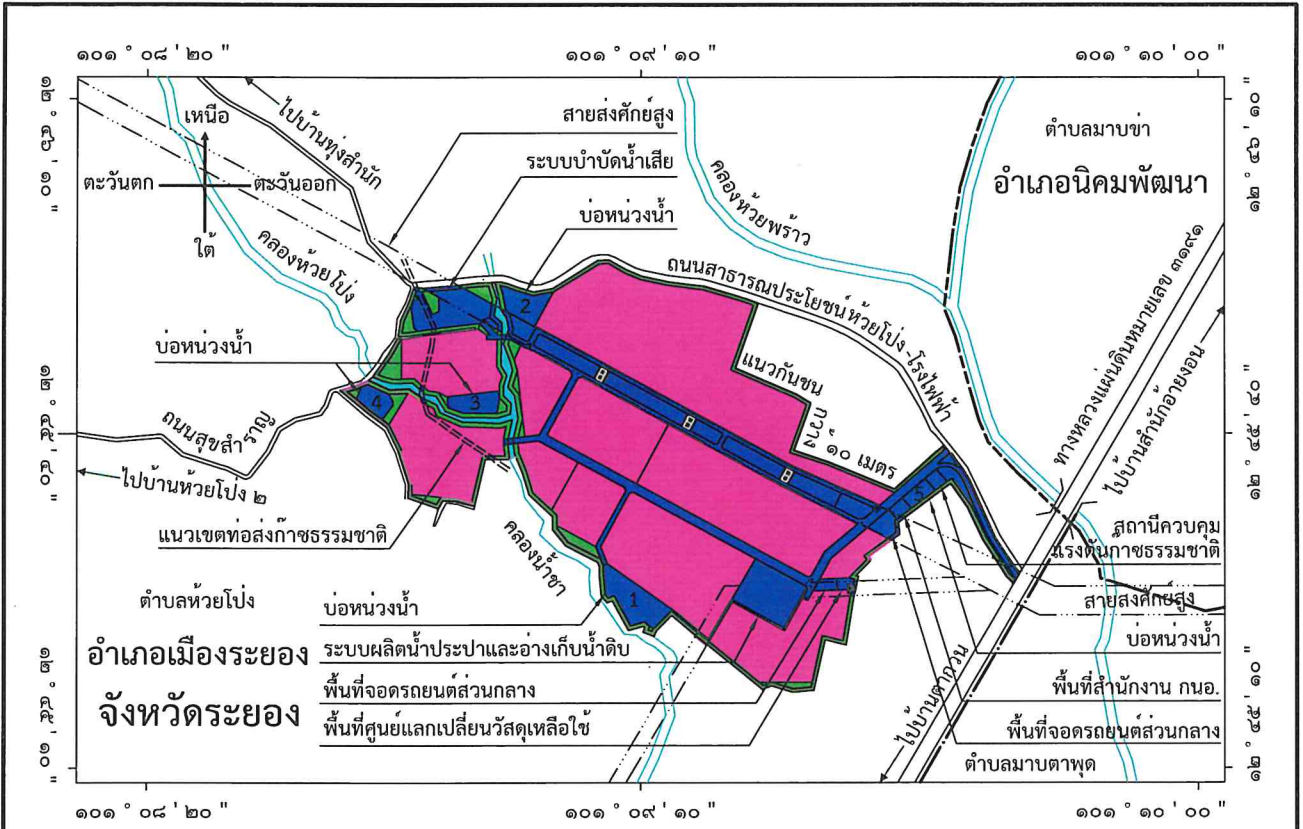 ๑๐๑ ° ๐๘ ' ๒๐ "
๑๐๑ ° ๐๙ ' ๑๐ "
๑๐๑ ° ๑๐ ' ๐๐ "
๑๒ ° ๔๖ ' ๑๐ "
๑๒ ° ๔๖ ' ๑๐ "
เหนือ
ตะวันตก
ตะวันออก
ใต้
ไปบ้านทุ่งสำนัก
สายส่งศักย์สูง
ระบบบำบัดน้ำเสีย
บ่อหน่วงน้ำ
คลองห้วยพร้าว
ตำบลมาบข่า
อำเภอนิคมพัฒนา
คลองห้วยโป่ง
ถนนสาธารณประโยชน์ห้วยโป่ง-โรงไฟฟ้า
ทางหลวงแผ่นดินหมายเลข ๓๑๙๑
ไปบ้านสำนักอ้ายงอน
บ่อหน่วงน้ำ
2
แนวกันชน
กว้าง ๑๐ เมตร
4
3
๑๒ ° ๔๕ ' ๔๐ "
๑๒ ° ๔๕ ' ๔๐ "
ถนนสุขสำราญ
ไปบ้านห้วยโป่ง ๒
5
แนวเขตท่อส่งก๊าซธรรมชาติ
คลองน้ำชา
สถานีควบคุม
แรงดันก๊าซธรรมชาติ
ตำบลห้วยโป่ง
บ่อหน่วงน้ำ
1
สายส่งศักย์สูง
อำเภอเมืองระยอง
ระบบผลิตน้ำประปาและอ่างเก็บน้ำดิบ
บ่อหน่วงน้ำ
จังหวัดระยอง
พื้นที่จอดรถยนต์ส่วนกลาง
พื้นที่สำนักงาน กนอ.
พื้นที่ศูนย์แลกเปลี่ยนวัสดุเหลือใช้
ไปบ้านตากวน
พื้นที่จอดรถยนต์ส่วนกลาง
ตำบลมาบตาพุด
๑๒ ° ๔๕ ' ๑๐ "
๑๒ ° ๔๕ ' ๑๐ "
๑๐๑ ° ๐๘ ' ๒๐ "
๑๐๑ ° ๐๙ ' ๑๐ "
๑๐๑ ° ๑๐ ' ๐๐ "